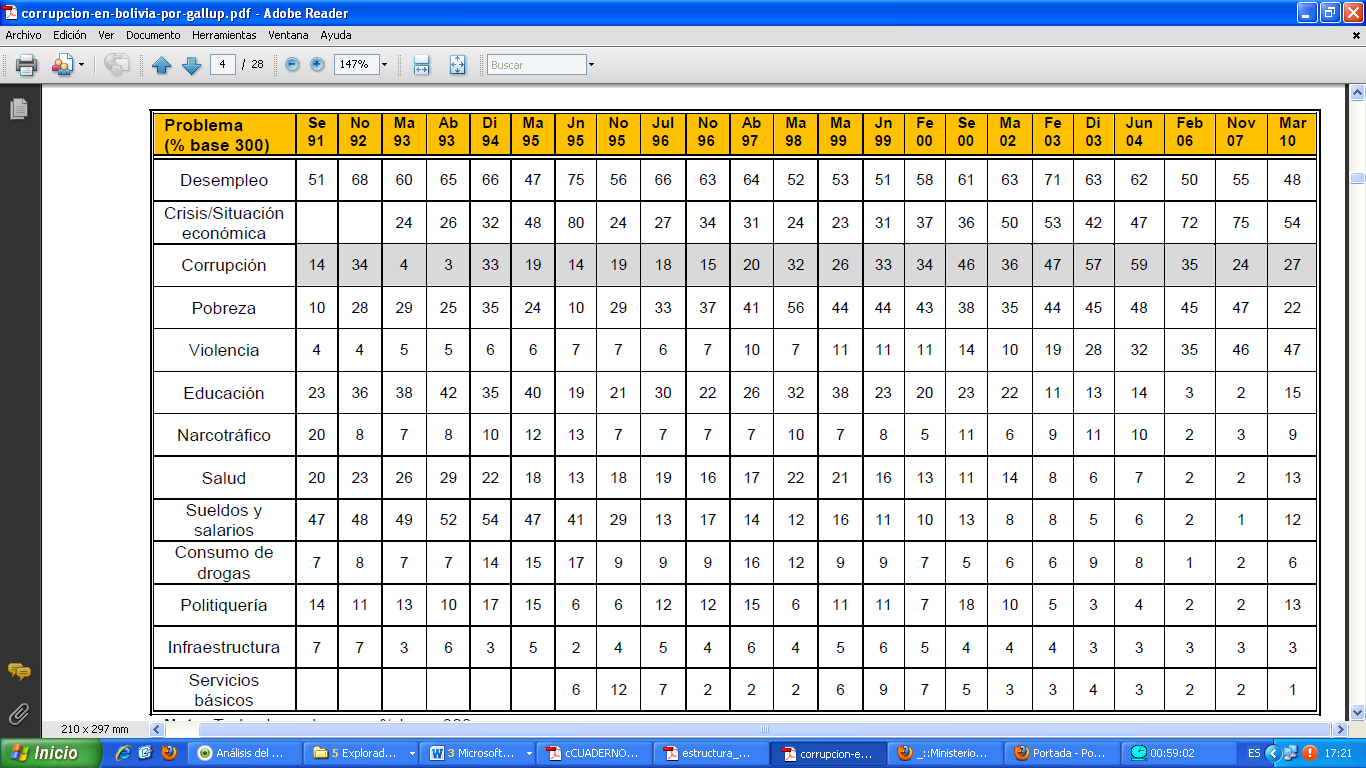 corrupcion-en-bolivia-por-gallup.pdf - Adobe Reader
Archivo Edición Ver Documento Herramientas Ventana Ayuda
4 / 28 147% Buscar
Problema (% base 300) Se 91 No 92 Ma 93 Ab 93 Di 94 Ma 95 Jn 95 No 95 Jul 96 No 96 Ab 97 Ma 98 Ma 99 Jn 99 Fe 00 Se 00 Ma 02 Fe 03 Di 03 Jun 04 Feb 06 Nov 07 Mar 10
Desempleo 51 68 60 65 66 47 75 56 66 63 64 52 53 51 58 61 63 71 63 62 50 55 48
Crisis/Situación económica 24 26 32 48 80 24 27 34 31 24 23 31 37 36 50 53 42 47 72 75 54
Corrupción 14 34 4 3 33 19 14 19 18 15 20 32 26 33 34 46 36 47 57 59 35 24 27
Pobreza 10 28 29 25 35 24 10 29 33 37 41 56 44 44 43 38 35 44 45 48 45 47 22
Violencia 4 4 5 5 6 6 7 7 6 7 10 7 11 11 11 14 10 19 28 32 35 46 47
Educación 23 36 38 42 35 40 19 21 30 22 26 32 38 23 20 23 22 11 13 14 3 2 15
Narcotráfico 20 8 7 8 10 12 13 7 7 7 7 10 7 8 5 11 6 9 11 10 2 3 9
Salud 20 23 26 29 22 18 13 18 19 16 17 22 21 16 13 11 14 8 6 7 2 2 13
Sueldos y salarios 47 48 49 52 54 47 41 29 13 17 14 12 16 11 10 13 8 8 5 6 2 1 12
Consumo de drogas 7 8 7 7 14 15 17 9 9 9 16 12 9 9 7 5 6 6 9 8 1 2 6
Politiquería 14 11 13 10 17 15 6 6 12 12 15 6 11 11 7 18 10 5 3 4 2 2 13
Infraestructura 7 7 3 6 3 5 2 4 5 4 6 4 5 6 5 4 4 4 3 3 3 3 3
Servicios básicos 6 12 7 2 2 2 6 9 7 5 3 3 4 3 2 2 1
210 x 297 mm
Inicio Análisis del ... 5 Explorad... 3 Microsoft... cCUADERNO... estructura_... corrupcion-e... _::Ministerio... Portada - Po... 00:59:02 ES 17:21